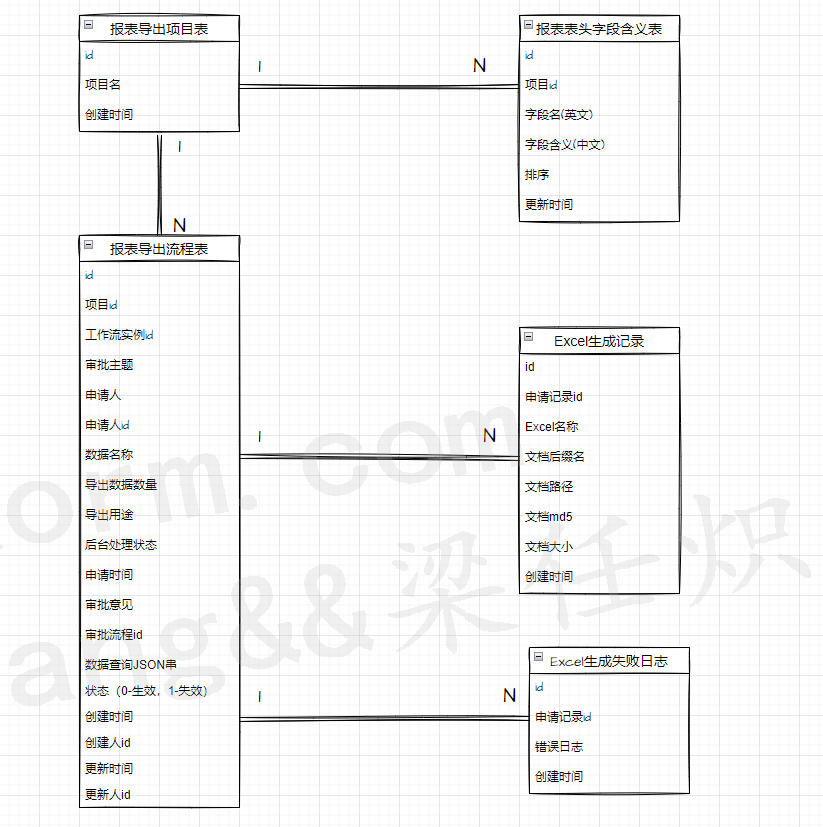 报表导出项目表
id
项目名
创建时间
1
N
报表表头字段含义表
id
项目id
字段名(英文)
字段含义(中文)
排序
更新时间
1
N
报表导出流程表
id
项目id
工作流实例id
审批主题
申请人
申请人id
数据名称
导出数据数量
导出用途
后台处理状态
申请时间
审批意见
审批流程id
数据查询JSON串
状态（0-生效，1-失效）
创建时间
创建人id
更新时间
更新人id
1
N
Excel生成记录
id
申请记录id
Excel名称
文档后缀名
文档路径
文档md5
文档大小
创建时间
1
N
Excel生成失败日志
id
申请记录id
错误日志
创建时间
orm. com
ang&&梁任炽